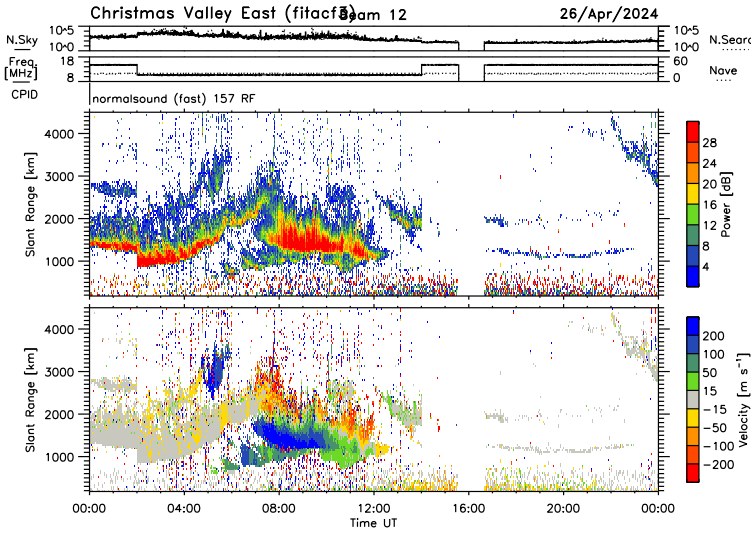 Christmas Valley East (fitacf3) Beam 12 26/Apr/2024
N.Sky 10^5 10^0 10^5 10^0 N.Sear
Freq. [MHz] 18 8 60 0 Nave
CPID normalsound (fast) 157 RF
Slant Range [km] 4000 3000 2000 1000
Power [dB] 28 24 20 16 12 8 4
Slant Range [km] 4000 3000 2000 1000
Velocity [m s^-1] 200 100 50 15 -15 -50 -100 -200
00:00 04:00 08:00 12:00 16:00 20:00 00:00
Time UT